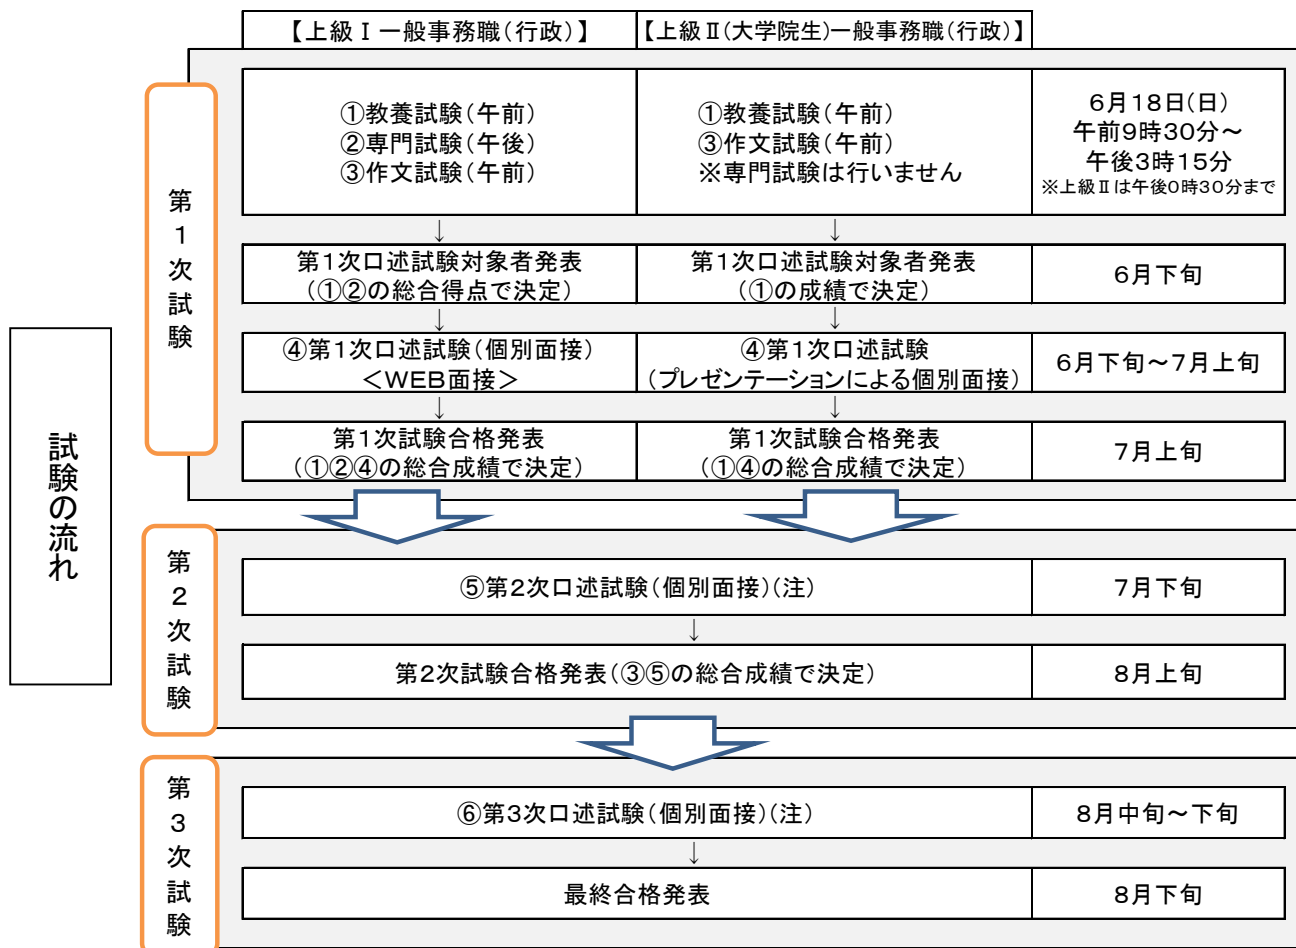 【上級Ⅰ一般事務職(行政)】
【上級Ⅱ(大学院生)一般事務職(行政)】
試験の流れ
第1次試験
①教養試験(午前)
②専門試験(午後)
③作文試験(午前)
①教養試験(午前)
③作文試験(午前)
※専門試験は行いません
6月18日(日)
午前9時30分~
午後3時15分
※上級Ⅱは午後0時30分まで
↓
↓
第1次口述試験対象者発表
(①②の総合得点で決定)
第1次口述試験対象者発表
(①の成績で決定)
6月下旬
↓
↓
④第1次口述試験(個別面接)
<WEB面接>
④第1次口述試験
(プレゼンテーションによる個別面接)
6月下旬~7月上旬
↓
↓
第1次試験合格発表
(①②④の総合成績で決定)
第1次試験合格発表
(①④の総合成績で決定)
7月上旬
第2次試験
⑤第2次口述試験(個別面接)(注)
7月下旬
↓
第2次試験合格発表(③⑤の総合成績で決定)
8月上旬
第3次試験
⑥第3次口述試験(個別面接)(注)
8月中旬~下旬
↓
最終合格発表
8月下旬